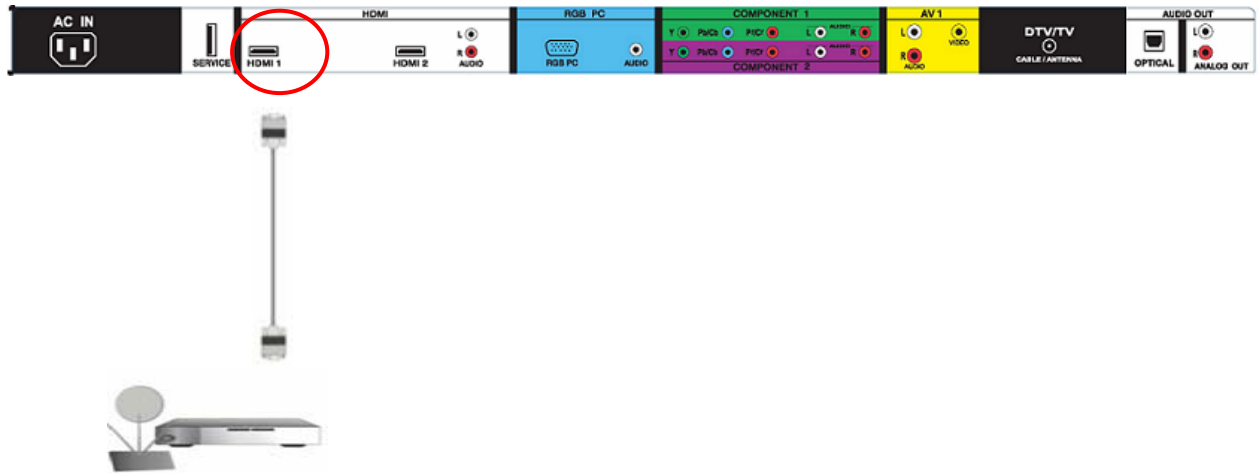 AC IN
SERVICE
HDMI
HDMI 1
HDMI 2
L
R
AUDIO
RGB PC
RGB PC
AUDIO
COMPONENT 1
Y Pb/Cb Pr/Cr L AUDIO R
Y Pb/Cb Pr/Cr L AUDIO R
COMPONENT 2
AV 1
L
VIDEO
R
AUDIO
DTV/TV
CABLE / ANTENNA
AUDIO OUT
OPTICAL
L
R
ANALOG OUT